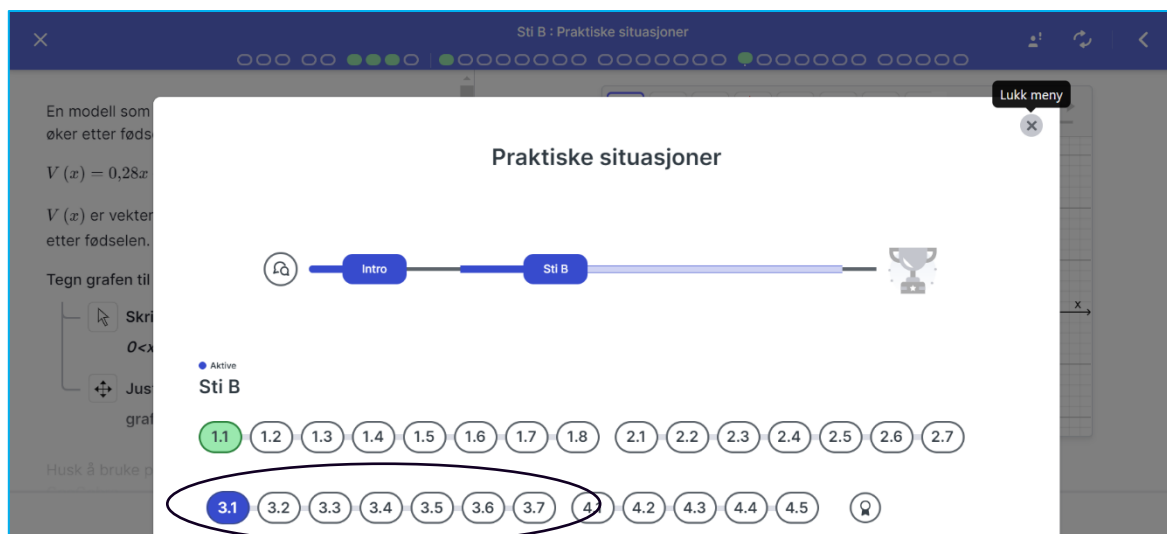 Sti B : Praktiske situasjoner
Lukk meny
En modell som
øker etter føds
V (x) = 0,28x
V (x) er vekten
etter fødselen.
Tegn grafen til
Skri
0<x
Jus
graf
Husk å bruke p
x
Praktiske situasjoner
Intro
Sti B
Aktive
Sti B
1.1 1.2 1.3 1.4 1.5 1.6 1.7 1.8 2.1 2.2 2.3 2.4 2.5 2.6 2.7
3.1 3.2 3.3 3.4 3.5 3.6 3.7 4.1 4.2 4.3 4.4 4.5